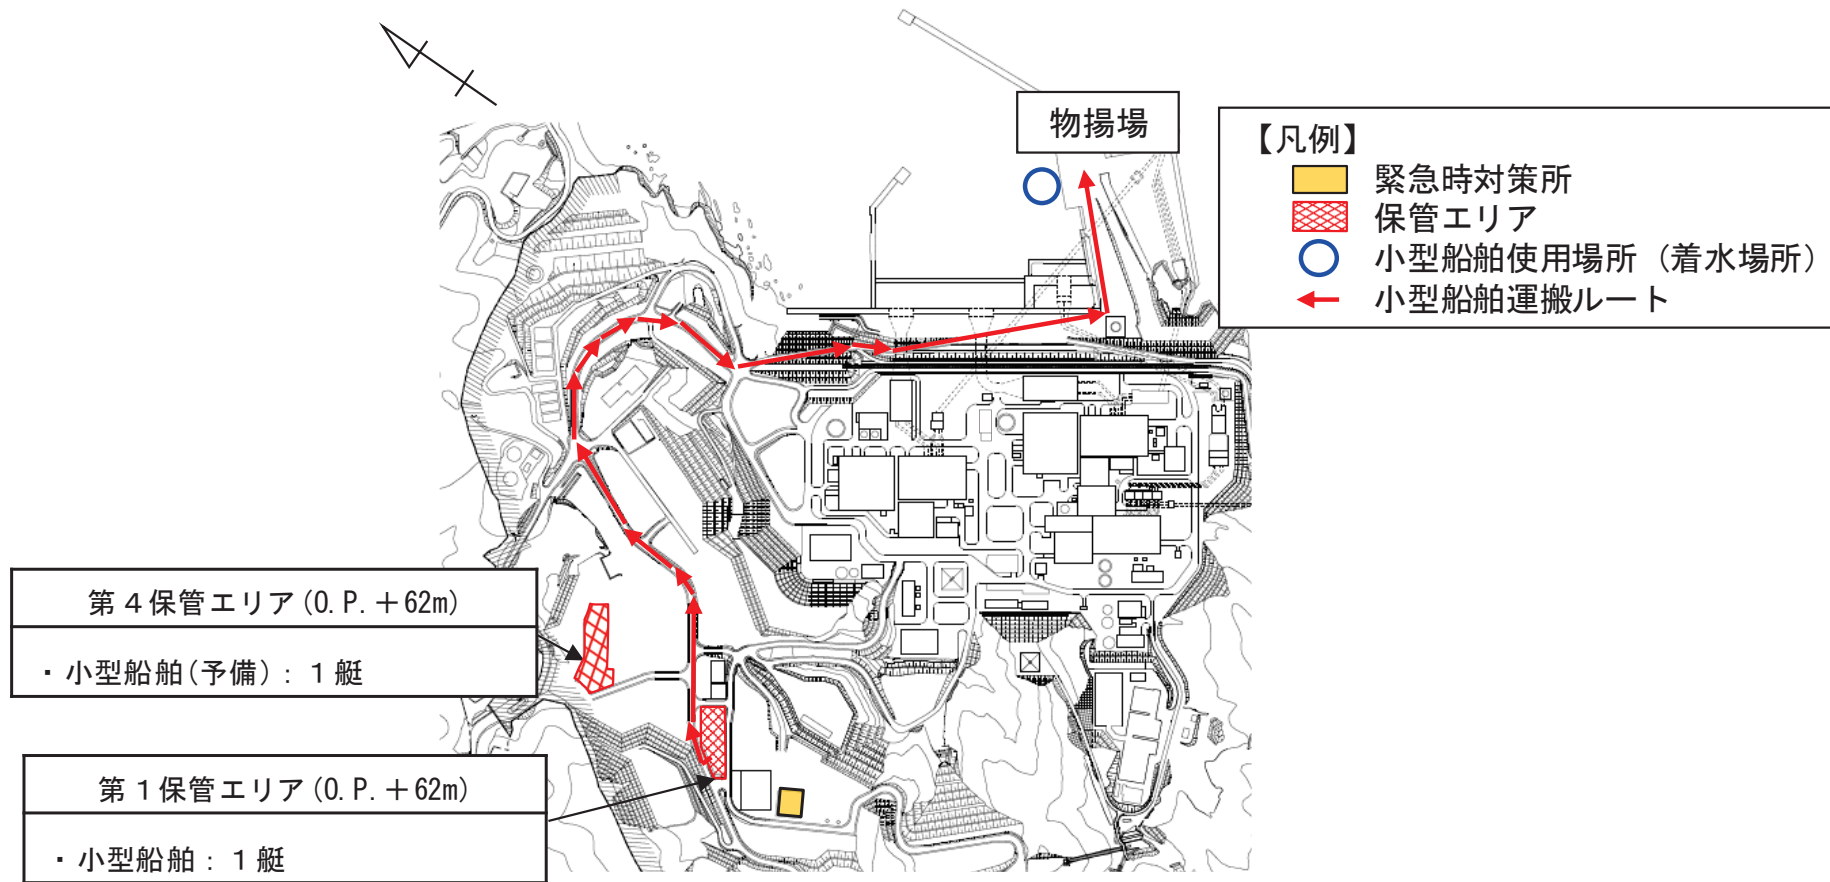 物揚場
【凡例】
緊急時対策所
保管エリア
小型船舶使用場所（着水場所）
小型船舶運搬ルート
第４保管エリア(O.P.＋62m)
・小型船舶(予備)：１艇
第１保管エリア(O.P.＋62m)
・小型船舶：１艇